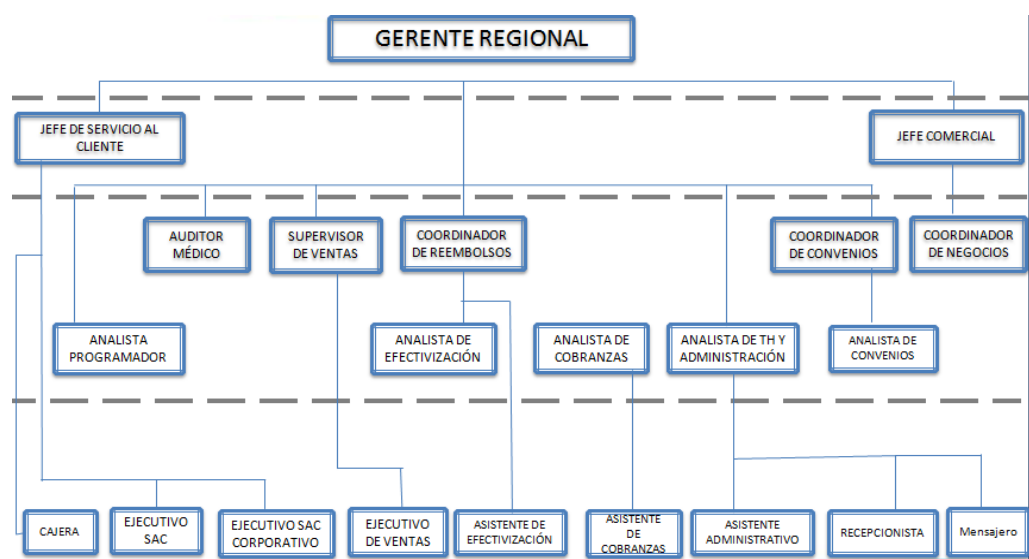 GERENTE REGIONAL
JEFE DE SERVICIO AL
CLIENTE
JEFE COMERCIAL
AUDITOR
MÉDICO
SUPERVISOR
DE VENTAS
COORDINADOR
DE REEMBOLSOS
COORDINADOR
DE CONVENIOS
COORDINADOR
DE NEGOCIOS
ANALISTA
PROGRAMADOR
ANALISTA DE
EFECTIVIZACIÓN
ANALISTA DE
COBRANZAS
ANALISTA DE TH Y
ADMINISTRACIÓN
ANALISTA DE
CONVENIOS
CAJERA
EJECUTIVO
SAC
EJECUTIVO SAC
CORPORATIVO
EJECUTIVO
DE VENTAS
ASISTENTE DE
EFECTIVIZACIÓN
ASISTENTE
DE
COBRANZAS
ASISTENTE
ADMINISTRATIVO
RECEPCIONISTA
Mensajero